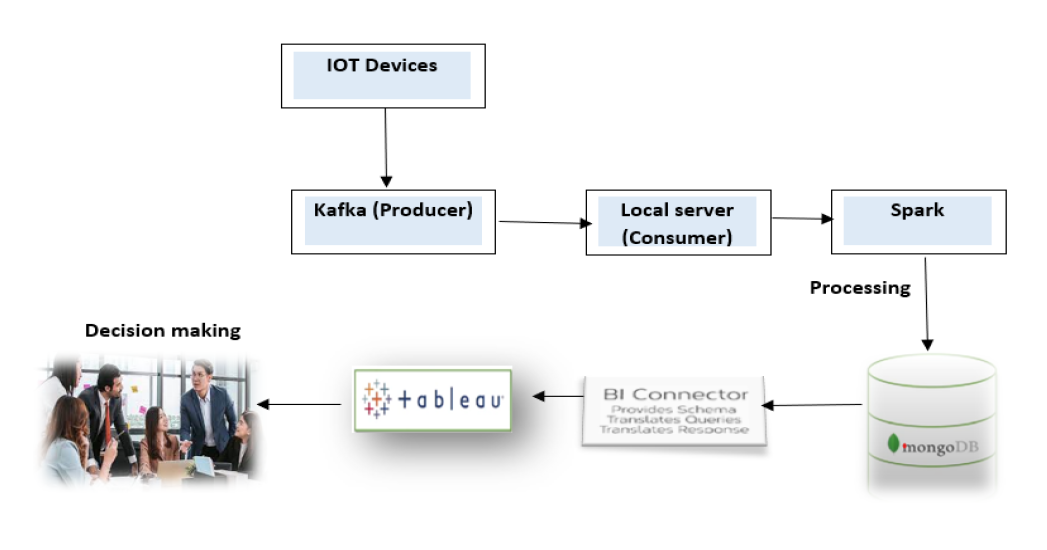 IOT Devices
Kafka (Producer)
Local server
(Consumer)
Spark
Processing
Decision making
+ a b l e a u
BI Connector
Provides Schema
Translates Queries
Translates Response
mongoDB